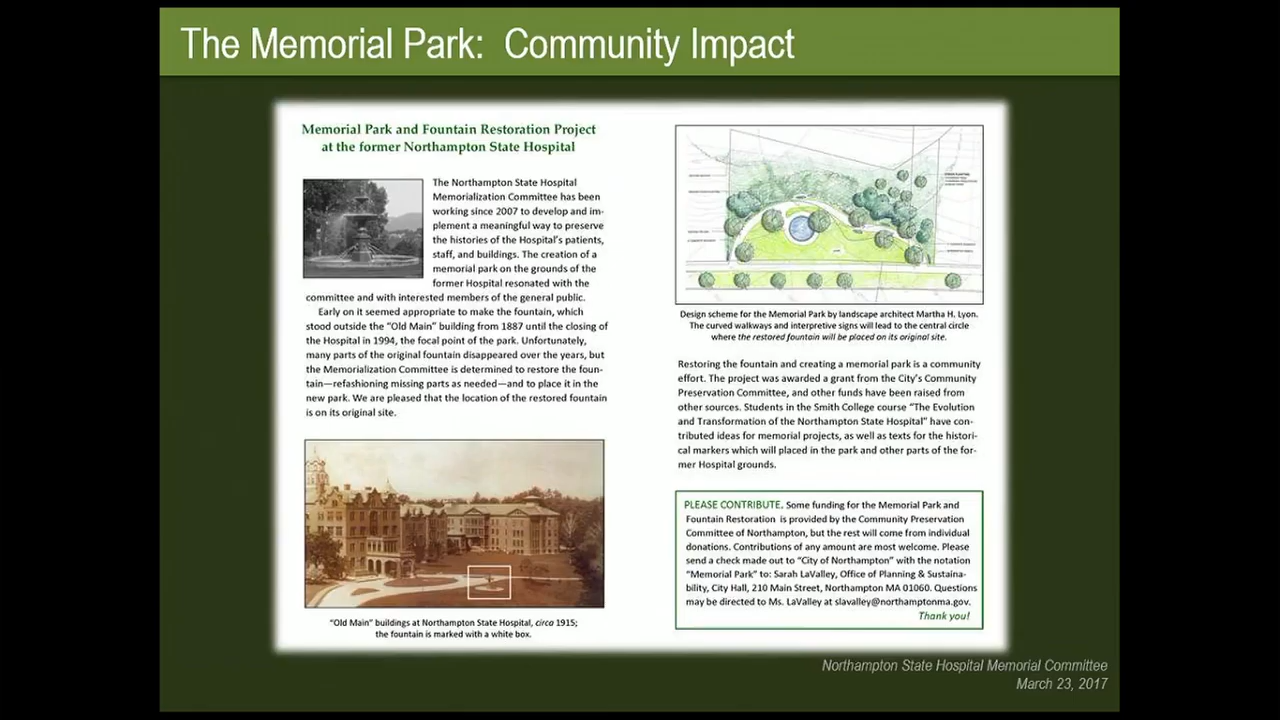 The Memorial Park:  Community Impact
Memorial Park and Fountain Restoration Project
at the former Northampton State Hospital
The Northampton State Hospital
Memorialization Committee has been
working since 2007 to develop and im-
plement a meaningful way to preserve
the histories of the Hospital's patients,
staff, and buildings. The creation of a
memorial park on the grounds of the
former Hospital resonated with the
committee and with interested members of the general public.
Early on it seemed appropriate to make the fountain, which
stood outside the “Old Main” building from 1887 until the closing of
the Hospital in 1994, the focal point of the park. Unfortunately,
many parts of the original fountain disappeared over the years, but
the Memorialization Committee is determined to restore the foun-
tain—refashioning missing parts as needed—and to place it in the
new park. We are pleased that the location of the restored fountain
is on its original site.
“Old Main” buildings at Northampton State Hospital, circa 1915;
the fountain is marked with a white box.
Design scheme for the Memorial Park by landscape architect Martha H. Lyon.
The curved walkways and interpretive signs will lead to the central circle
where the restored fountain will be placed on its original site.
Restoring the fountain and creating a memorial park is a community
effort. The project was awarded a grant from the City's Community
Preservation Committee, and other funds have been raised from
other sources. Students in the Smith College course “The Evolution
and Transformation of the Northampton State Hospital” have con-
tributed ideas for memorial projects, as well as texts for the histori-
cal markers which will placed in the park and other parts of the for-
mer Hospital grounds.
PLEASE CONTRIBUTE. Some funding for the Memorial Park and
Fountain Restoration is provided by the Community Preservation
Committee of Northampton, but the rest will come from individual
donations. Contributions of any amount are most welcome. Please
send a check made out to “City of Northampton” with the notation
“Memorial Park” to: Sarah LaValley, Office of Planning & Sustaina-
bility, City Hall, 210 Main Street, Northampton MA 01060. Questions
may be directed to Ms. LaValley at slavalley@northamptonma.gov.
Thank you!
Northampton State Hospital Memorial Committee
March 23, 2017